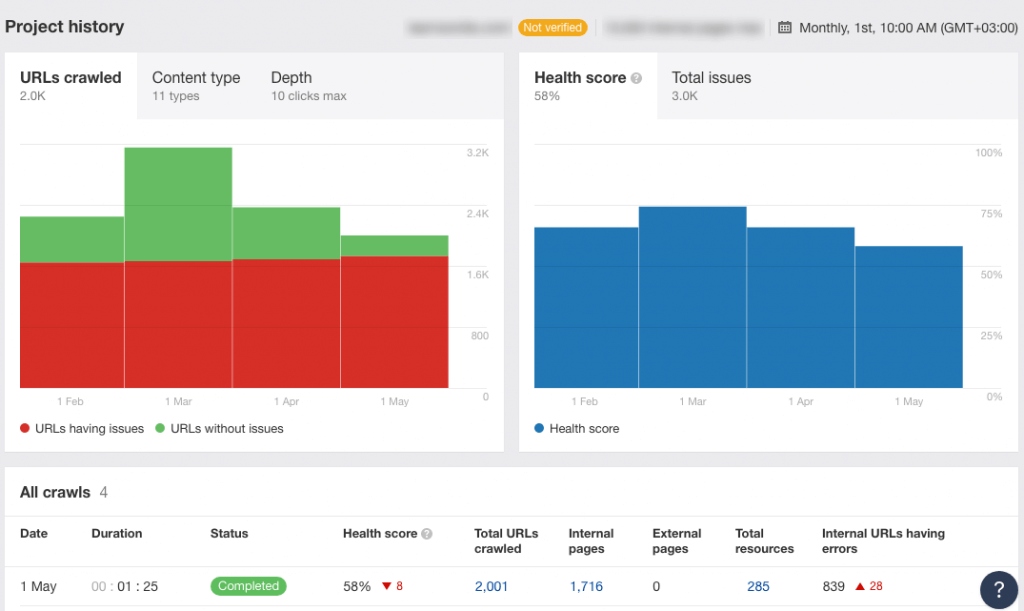 Project history
Not verified
Monthly, 1st, 10:00 AM (GMT+03:00)
URLs crawled
2.0K
Content type
11 types
Depth
10 clicks max
3.2K
2.4K
1.6K
800
0
1 Feb
1 Mar
1 Apr
1 May
URLs having issues
URLs without issues
Health score ?
58%
Total issues
3.0K
100%
75%
50%
25%
0%
1 Feb
1 Mar
1 Apr
1 May
Health score
All crawls 4
Date
Duration
Status
Health score ?
Total URLs
crawled
Internal
pages
External
pages
Total
resources
Internal URLs having
errors
1 May
00 : 01 : 25
Completed
58% ▼ 8
2,001
1,716
0
285
839 ▲ 28
?